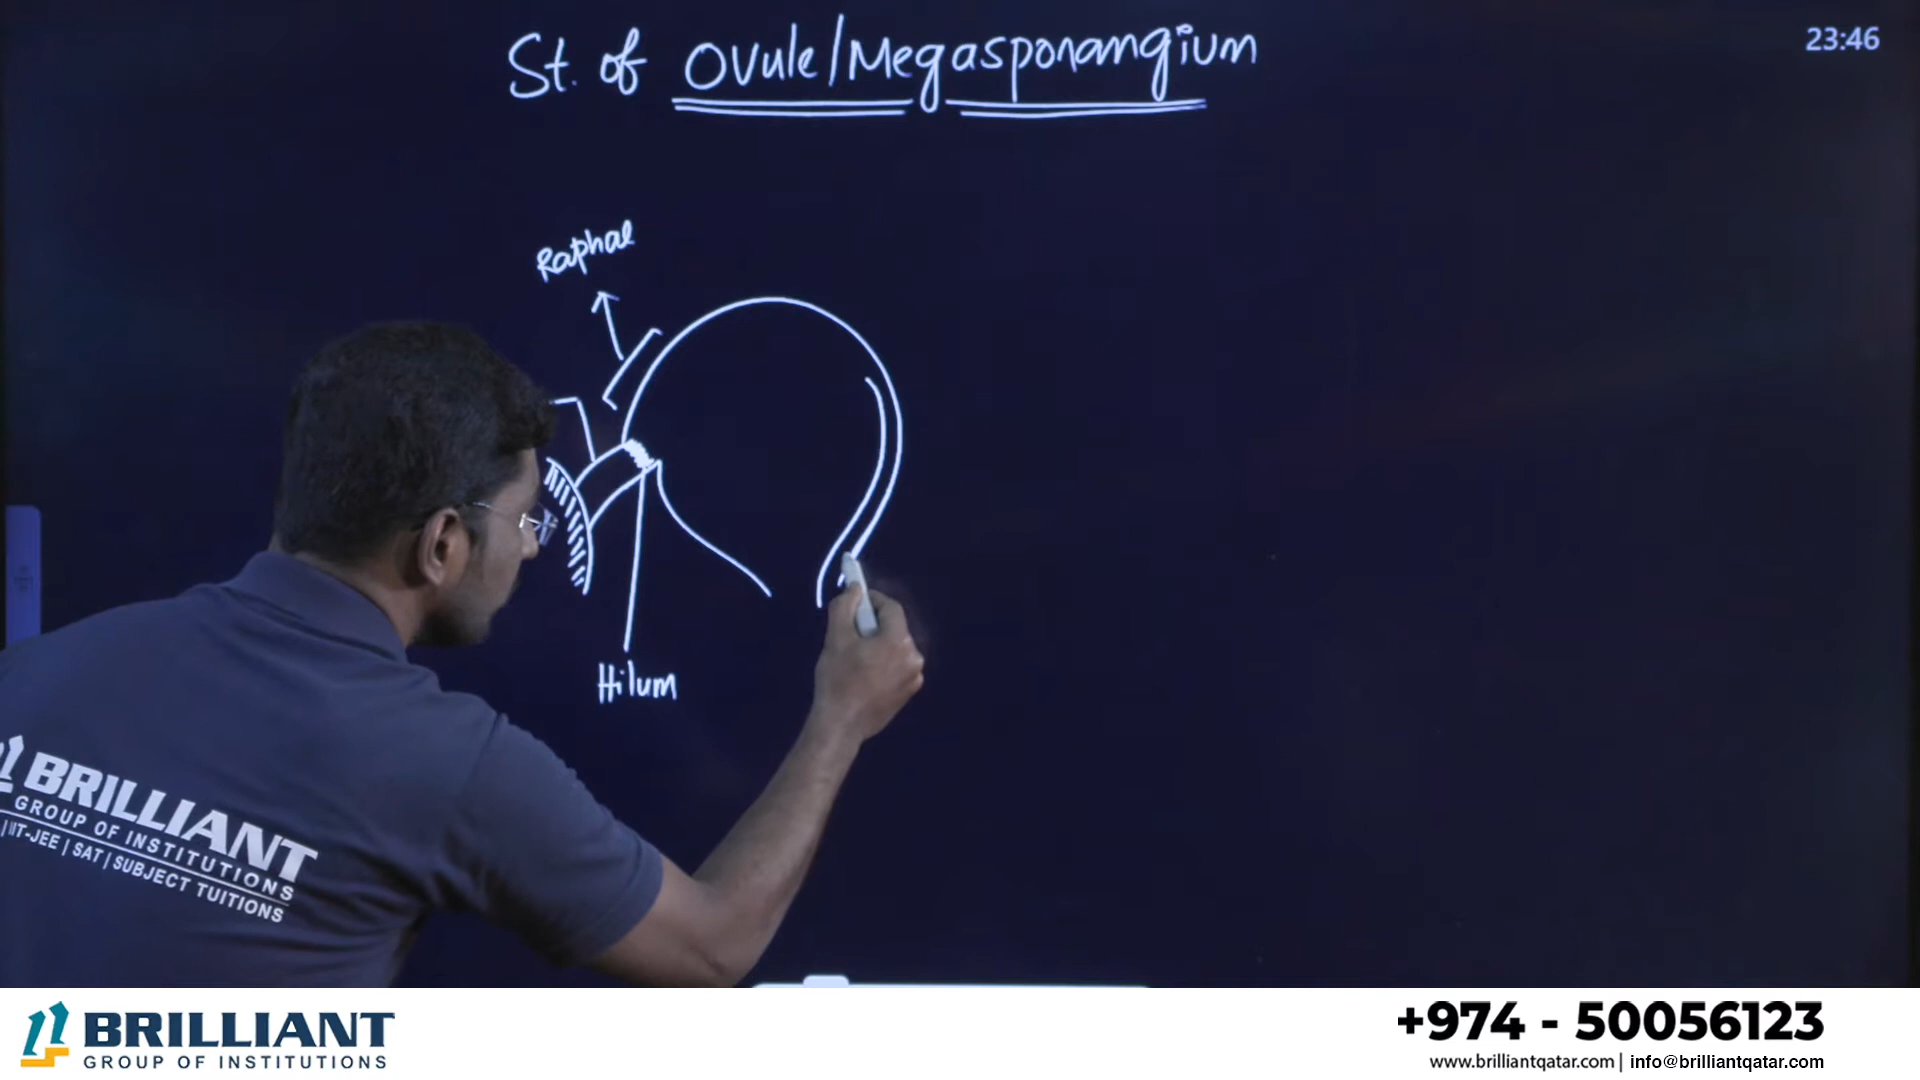 St. of Ovule/Megasporangium
23:46
Raphae
Hilum
BRILLIANT
GROUP OF INSTITUTIONS
| IIT-JEE | SAT | SUBJECT TUITIONS
BRILLIANT
GROUP OF INSTITUTIONS
+974 - 50056123
www.brilliantqatar.com | info@brilliantqatar.com